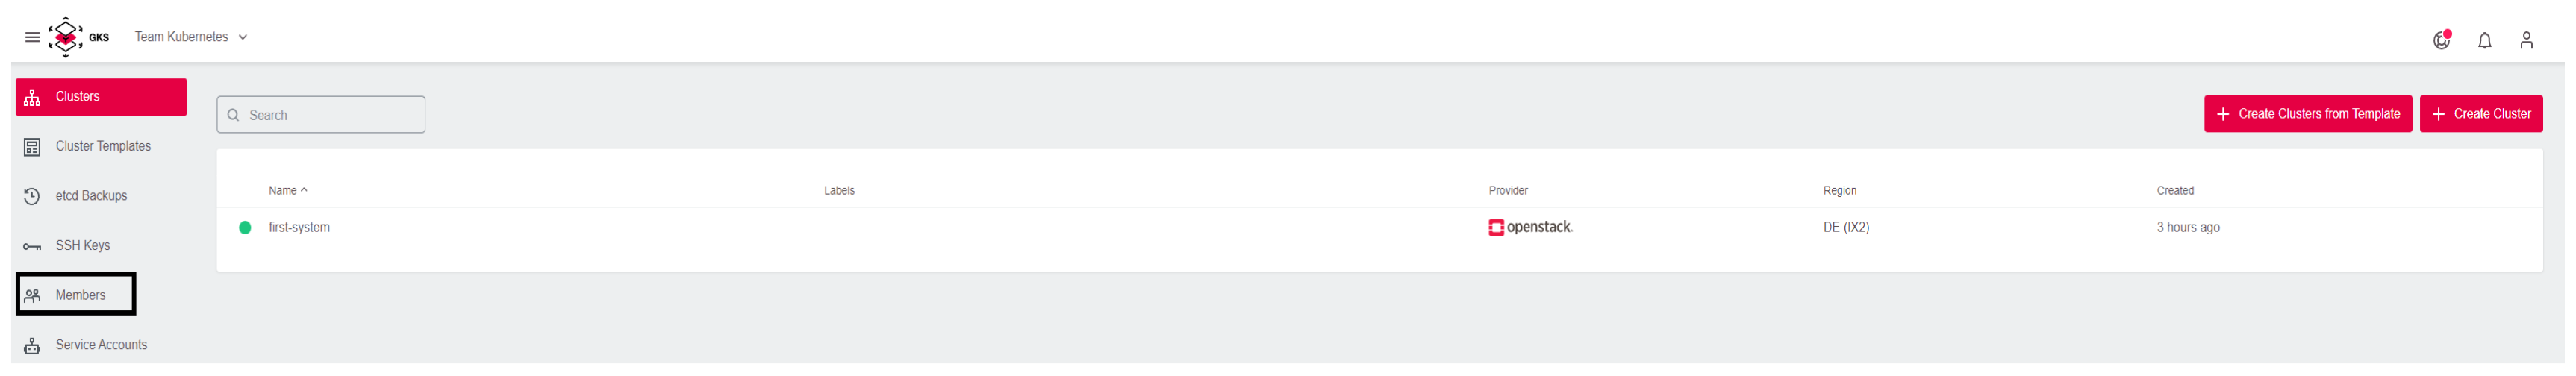 GKS Team Kubernetes
Clusters
Search
Create Clusters from Template
Create Cluster
Cluster Templates
etcd Backups
SSH Keys
Members
Service Accounts
Name Labels Provider Region Created
first-system openstack. DE (IX2) 3 hours ago